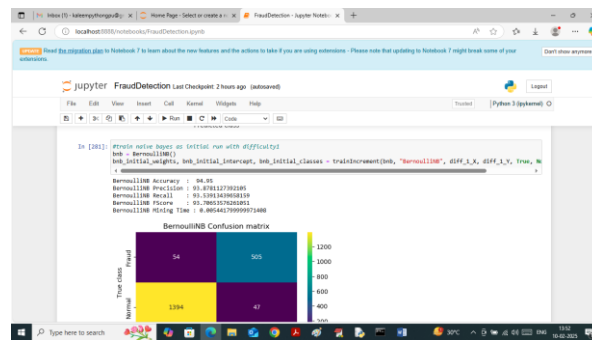 Inbox (1) - kaleempythongpu@g
Home Page - Select or create a n
FraudDetection - Jupyter Notebo
localhost:8888/notebooks/FraudDetection.ipynb
UPDATE Read the migration plan to Notebook 7 to learn about the new features and the actions to take if you are using extensions - Please note that updating to Notebook 7 might break some of your extensions.
Don't show anymore
jupyter FraudDetection Last Checkpoint: 2 hours ago (autosaved)
Logout
File Edit View Insert Cell Kernel Widgets Help
Trusted
Python 3 (ipykernel)
Run
Code
Predicted class
In [281]:
#train naive bayes as initial run with difficulty1
bnb = BernoulliNB()
bnb_initial_weights, bnb_initial_intercept, bnb_initial_classes = trainIncrement(bnb, "BernoulliNB", diff_1_X, diff_1_Y, True, No
BernoulliNB Accuracy : 94.95
BernoulliNB Precision : 93.8781127392105
BernoulliNB Recall : 93.53913439658159
BernoulliNB FScore : 93.70653576261051
BernoulliNB Mining Time : 0.005441799999971408
BernoulliNB Confusion matrix
True class
Fraud
54
505
Normal
1394
47
1200
1000
800
600
400
200
Type here to search
30°C
ENG
13:52
10-02-2025